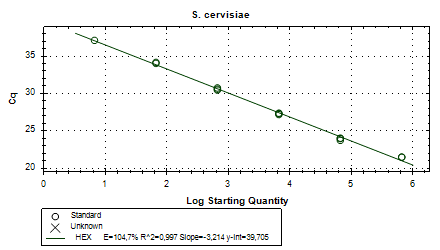 S. cervisiae
35
30
25
20
Cq
0 1 2 3 4 5 6
Log Starting Quantity
Standard
Unknown
HEX E=104,7% R^2=0,997 Slope=-3,214 y-int=39,705